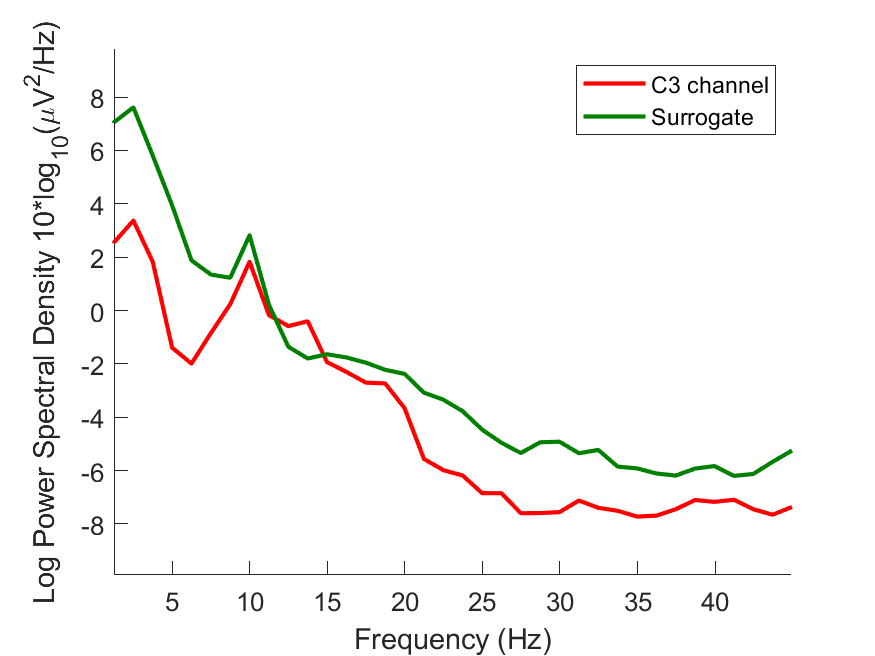 Log Power Spectral Density 10*log10(μV2/Hz)
8
6
4
2
0
-2
-4
-6
-8
C3 channel
Surrogate
5 10 15 20 25 30 35 40
Frequency (Hz)